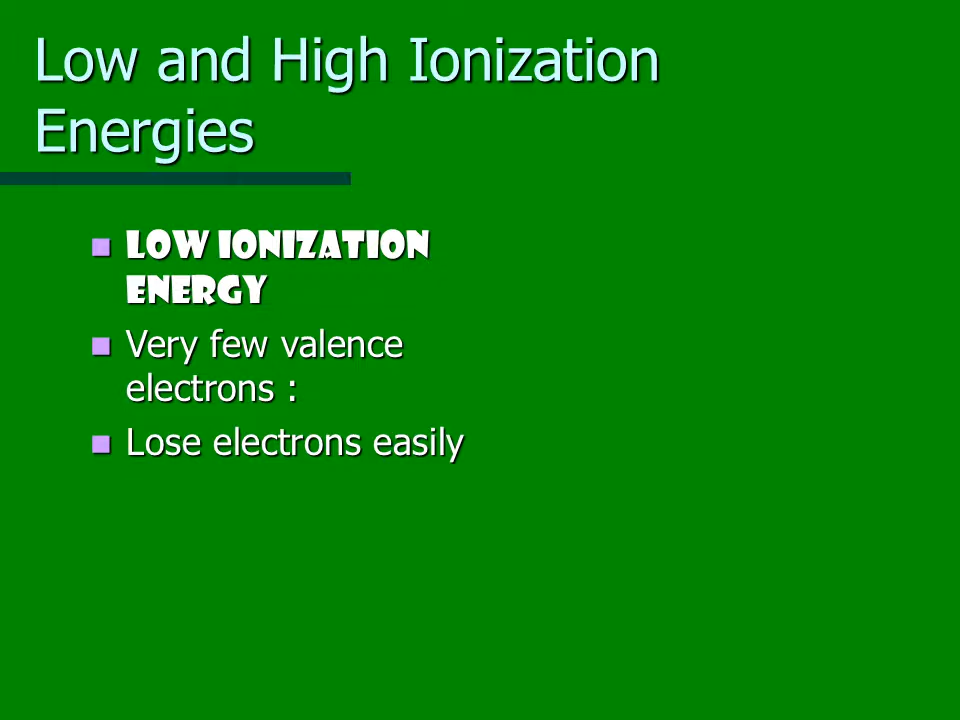 Low and High Ionization
Energies
LOW IONIZATION
ENERGY
Very few valence
electrons :
Lose electrons easily